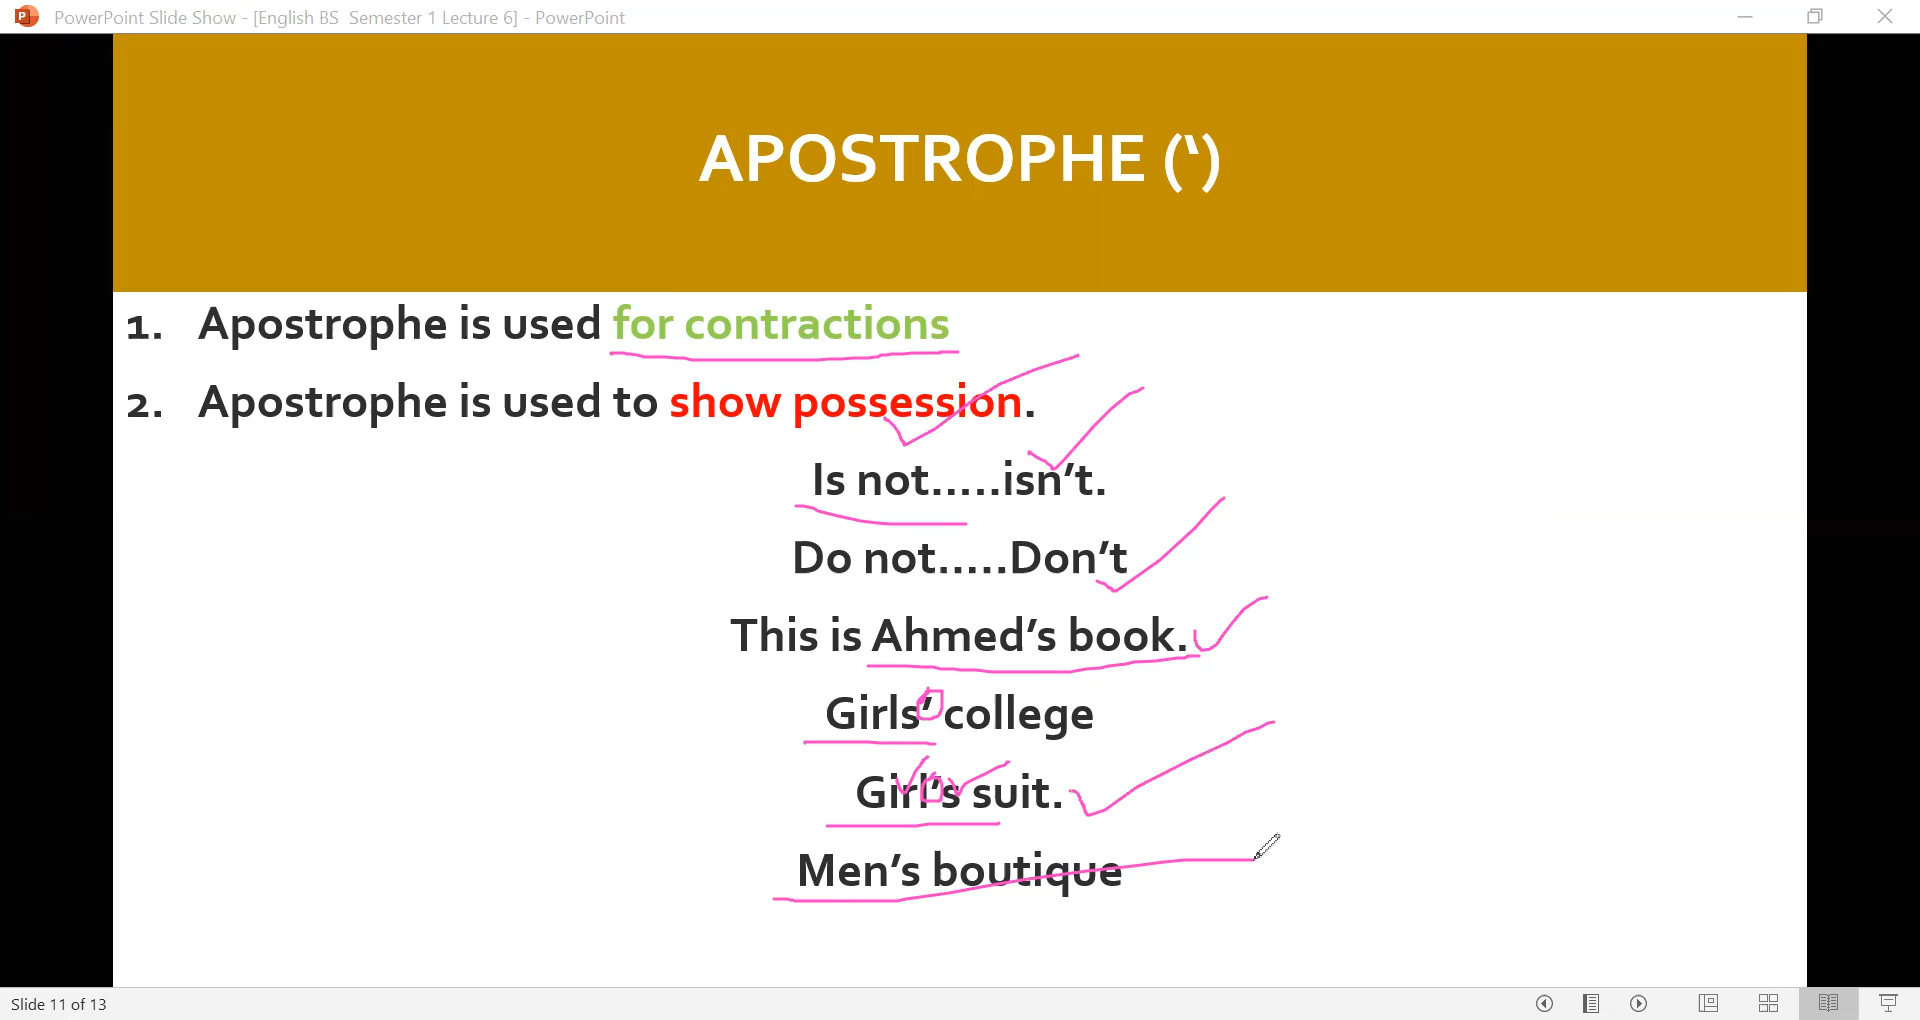 PowerPoint Slide Show - [English BS  Semester 1 Lecture 6] - PowerPoint
APOSTROPHE (‘)
1. Apostrophe is used for contractions
2. Apostrophe is used to show possession.
Is not.....isn’t.
Do not.....Don’t
This is Ahmed’s book.
Girls’ college
Girl’s suit.
Men’s boutique
Slide 11 of 13